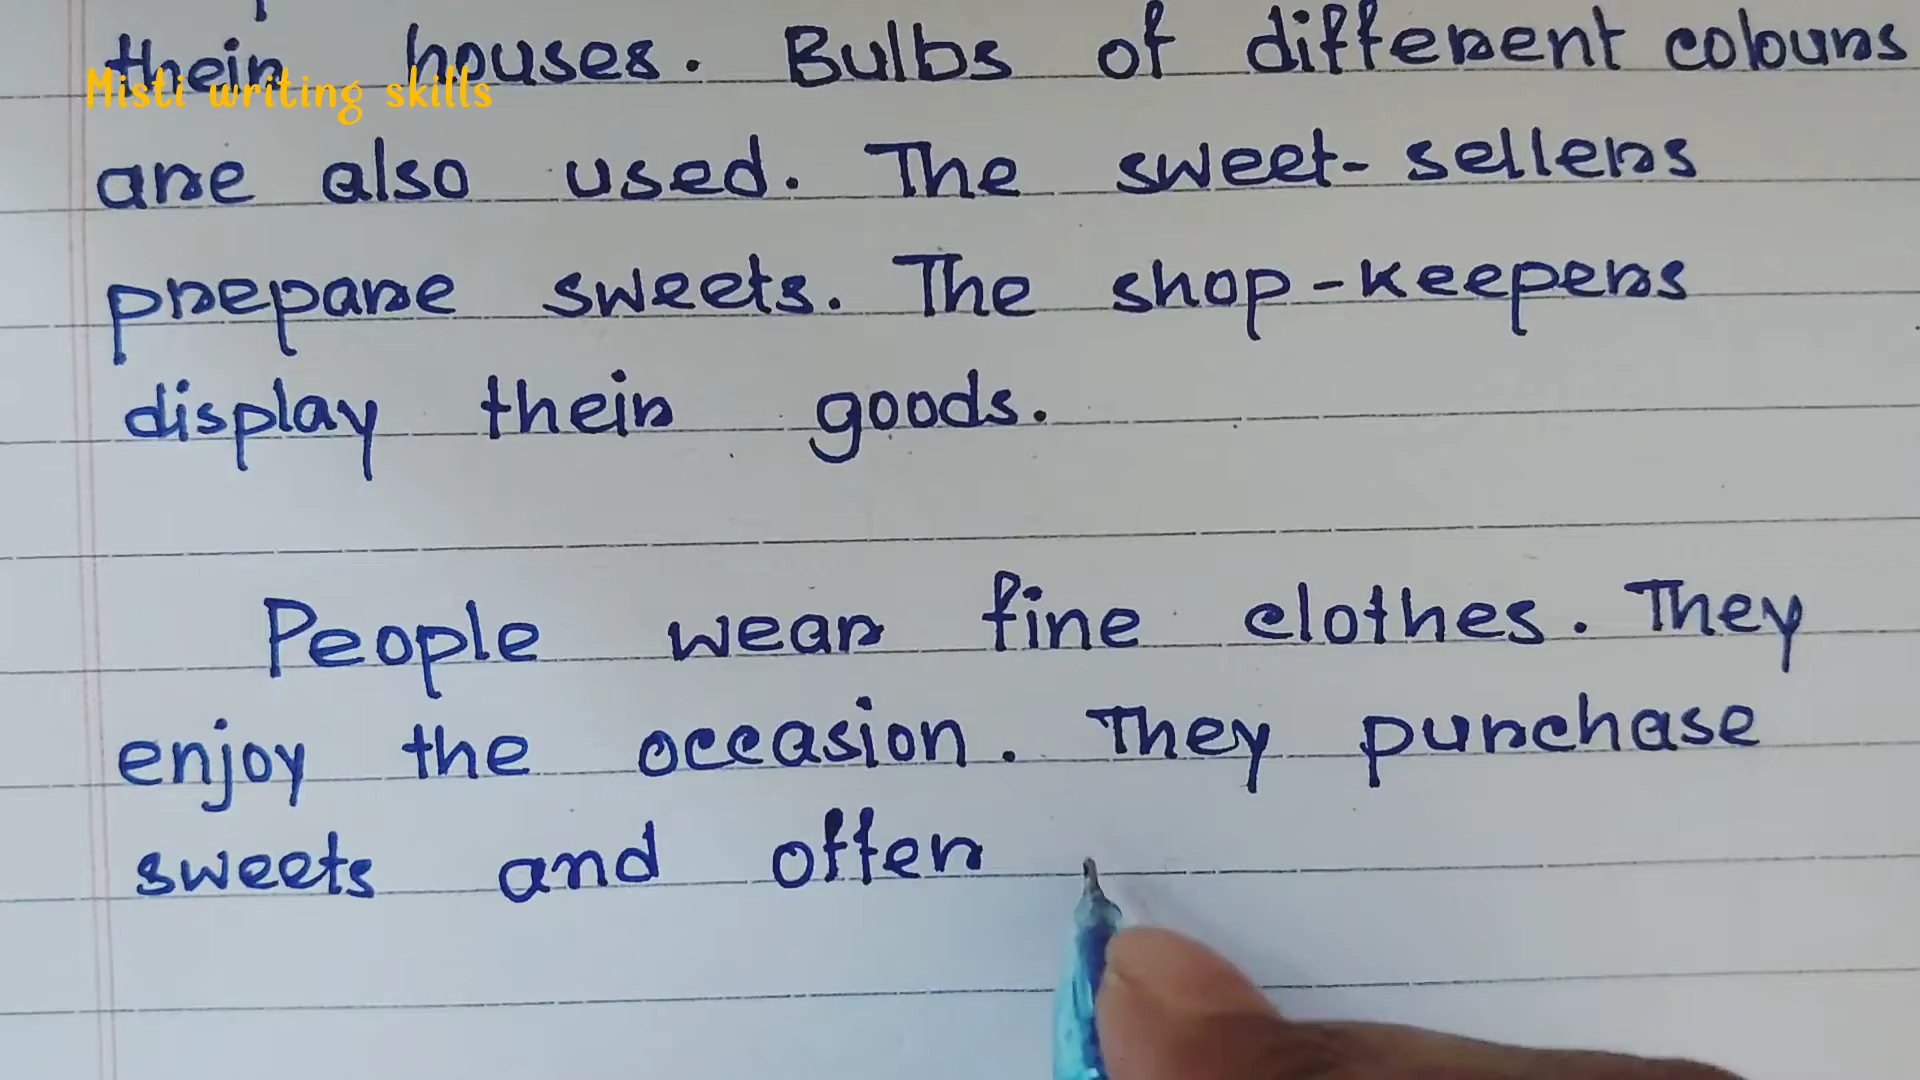 their houses. Bulbs of different colours
Misti writing skills
are also used. The sweet-sellers
prepare sweets. The shop-keepers
display their goods.
People wear fine clothes. They
enjoy the occasion. They purchase
sweets and offer